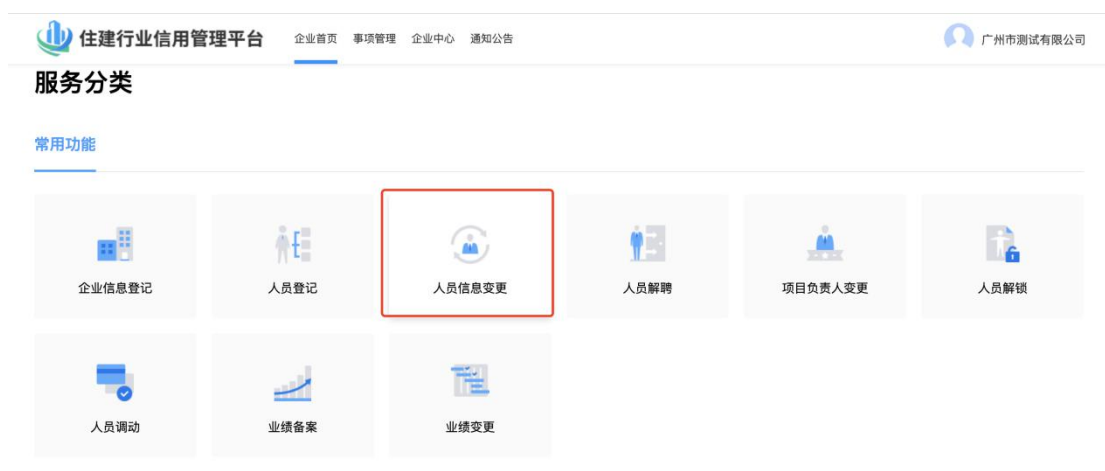 住建行业信用管理平台 企业首页 事项管理 企业中心 通知公告 广州市测试有限公司
服务分类
常用功能
企业信息登记 人员登记 人员信息变更 人员解聘 项目负责人变更 人员解锁
人员调动 业绩备案 业绩变更